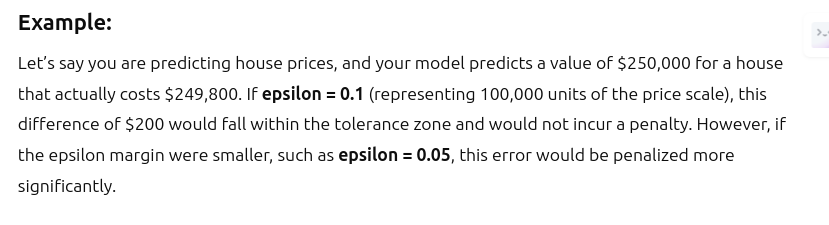 Example:
Let's say you are predicting house prices, and your model predicts a value of $250,000 for a house
that actually costs $249,800. If epsilon = 0.1 (representing 100,000 units of the price scale), this
difference of $200 would fall within the tolerance zone and would not incur a penalty. However, if
the epsilon margin were smaller, such as epsilon = 0.05, this error would be penalized more
significantly.